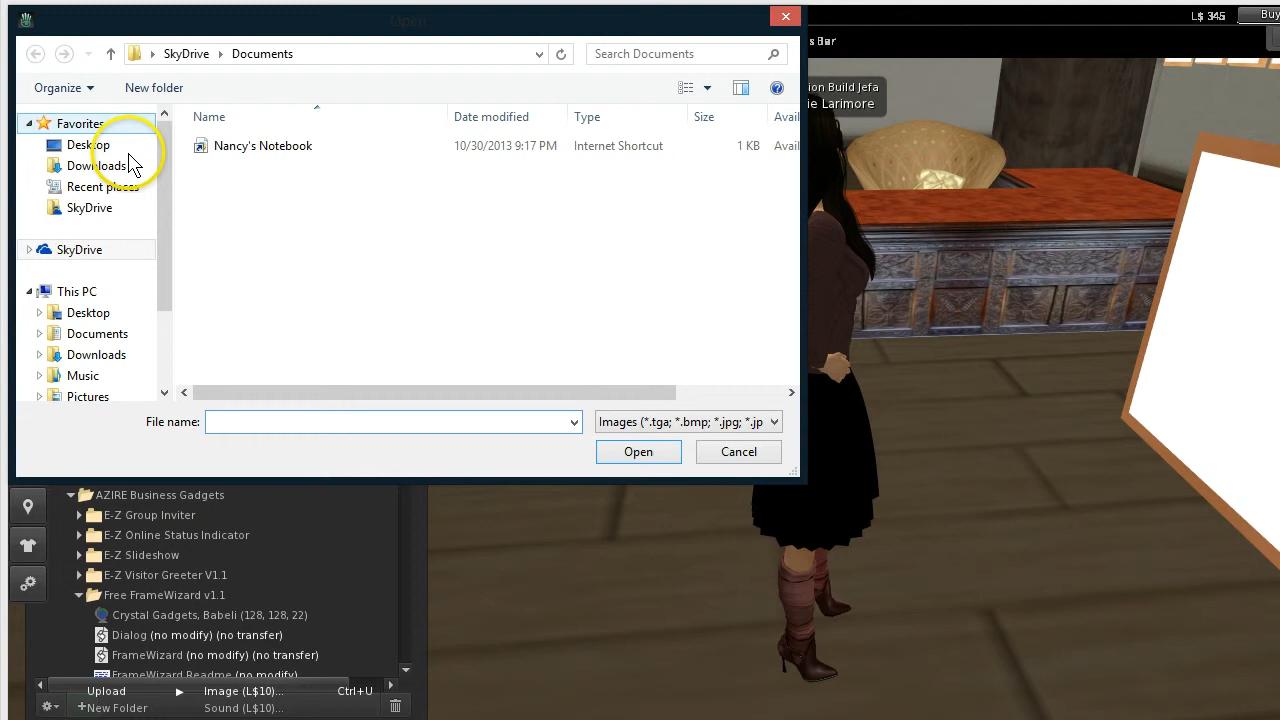 Open
L$ 345
Buy
SkyDrive
Documents
Search Documents
s Bar
Organize
New folder
ion Build Jefa
ie Larimore
Name
Date modified
Type
Size
Avail
Favorites
Desktop
Downloads
Recent places
SkyDrive
Nancy's Notebook
10/30/2013 9:17 PM
Internet Shortcut
1 KB
Avail
SkyDrive
This PC
Desktop
Documents
Downloads
Music
Pictures
File name:
Images (*.tga; *.bmp; *.jpg; *.jp
Open
Cancel
AZIRE Business Gadgets
E-Z Group Inviter
E-Z Online Status Indicator
E-Z Slideshow
E-Z Visitor Greeter V1.1
Free FrameWizard v1.1
Crystal Gadgets, Babeli (128, 128, 22)
Dialog (no modify) (no transfer)
FrameWizard (no modify) (no transfer)
FrameWizard Readme (no modify)
Upload
Image (L$10)...
Ctrl+U
New Folder
Sound (L$10)...